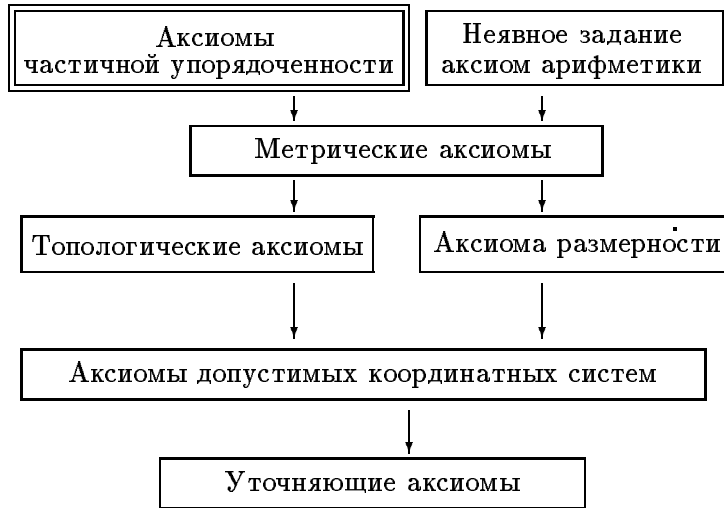 Аксиомы
частичной упорядоченности
Неявное задание
аксиом арифметики
Метрические аксиомы
Топологические аксиомы
Аксиома размерности
Аксиомы допустимых координатных систем
Уточняющие аксиомы